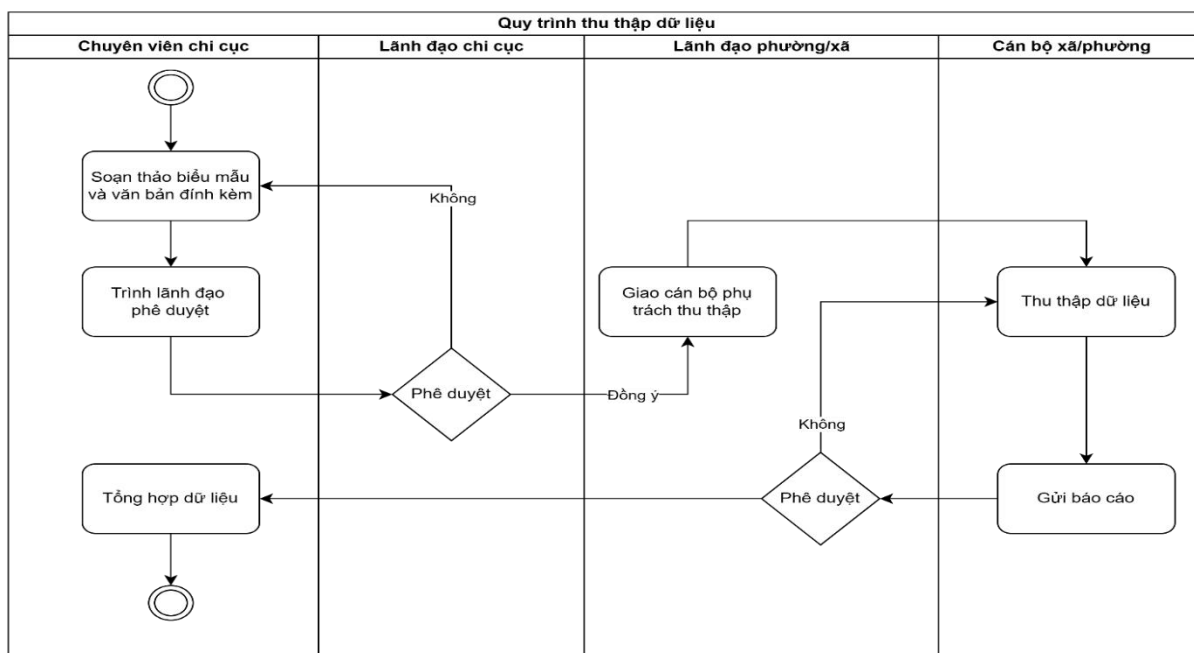 Quy trình thu thập dữ liệu
Chuyên viên chi cục
Lãnh đạo chi cục
Lãnh đạo phường/xã
Cán bộ xã/phường
Soạn thảo biểu mẫu
và văn bản đính kèm
Không
Trình lãnh đạo
phê duyệt
Giao cán bộ phụ
trách thu thập
Thu thập dữ liệu
Phê duyệt
Đồng ý
Không
Tổng hợp dữ liệu
Phê duyệt
Gửi báo cáo